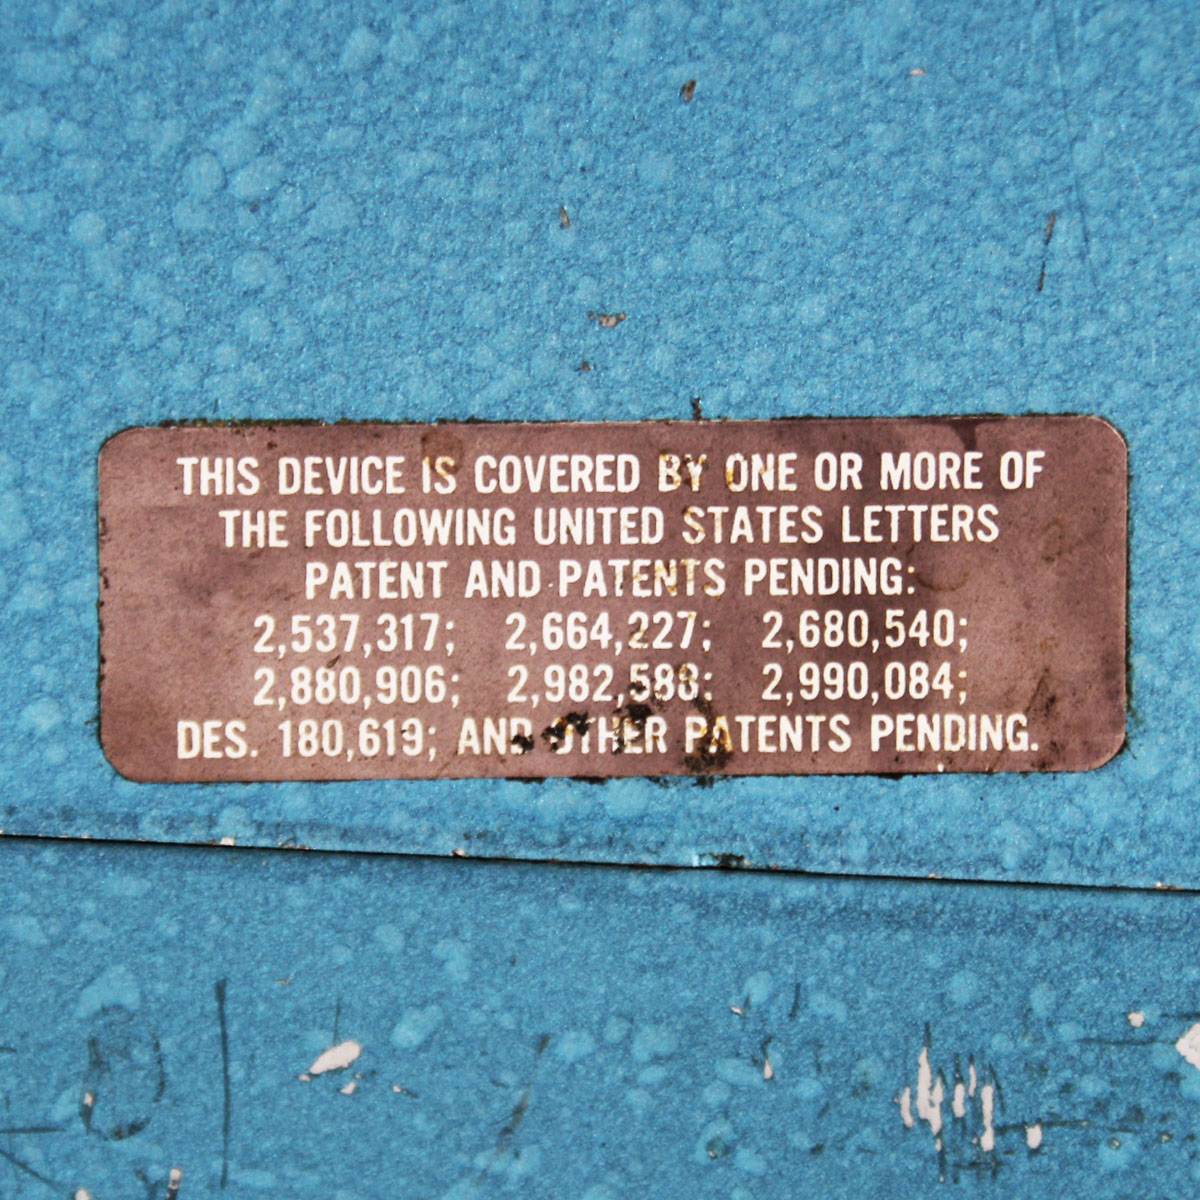 THIS DEVICE IS COVERED BY ONE OR MORE OF
THE FOLLOWING UNITED STATES LETTERS
PATENT AND PATENTS PENDING:
2,537,317; 2,664,227; 2,680,540;
2,880,906; 2,982,588; 2,990,084;
DES. 180,619; AND OTHER PATENTS PENDING.